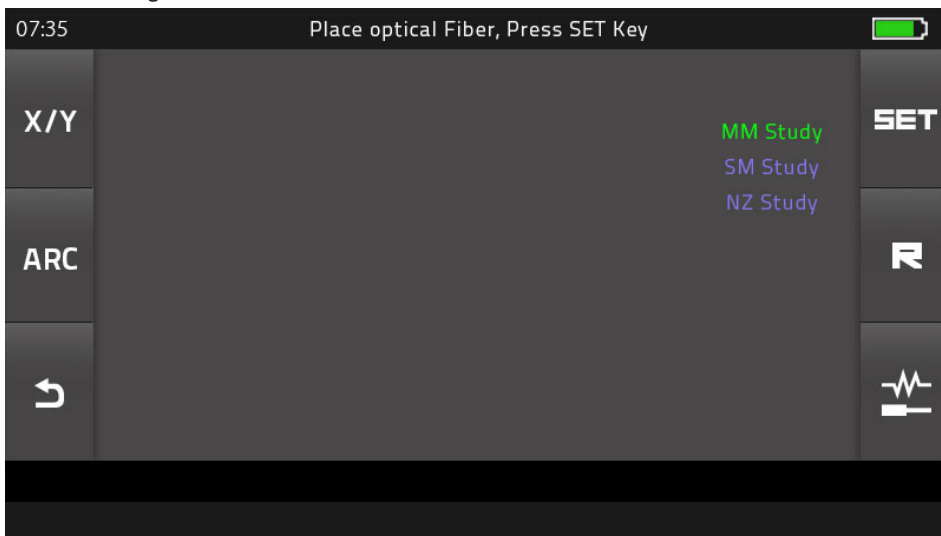 07:35
Place optical Fiber, Press SET Key
X/Y
SET
MM Study
SM Study
NZ Study
ARC
R